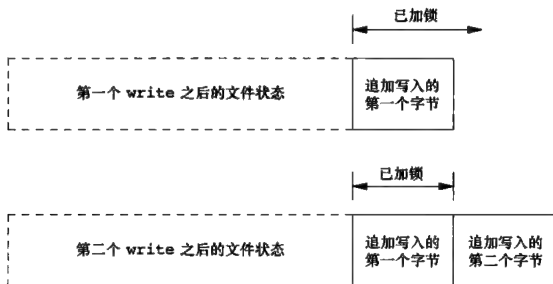 已加锁
第一个 write 之后的文件状态
追加写入的
第一个字节
已加锁
第二个 write 之后的文件状态
追加写入的
第一个字节
追加写入的
第二个字节